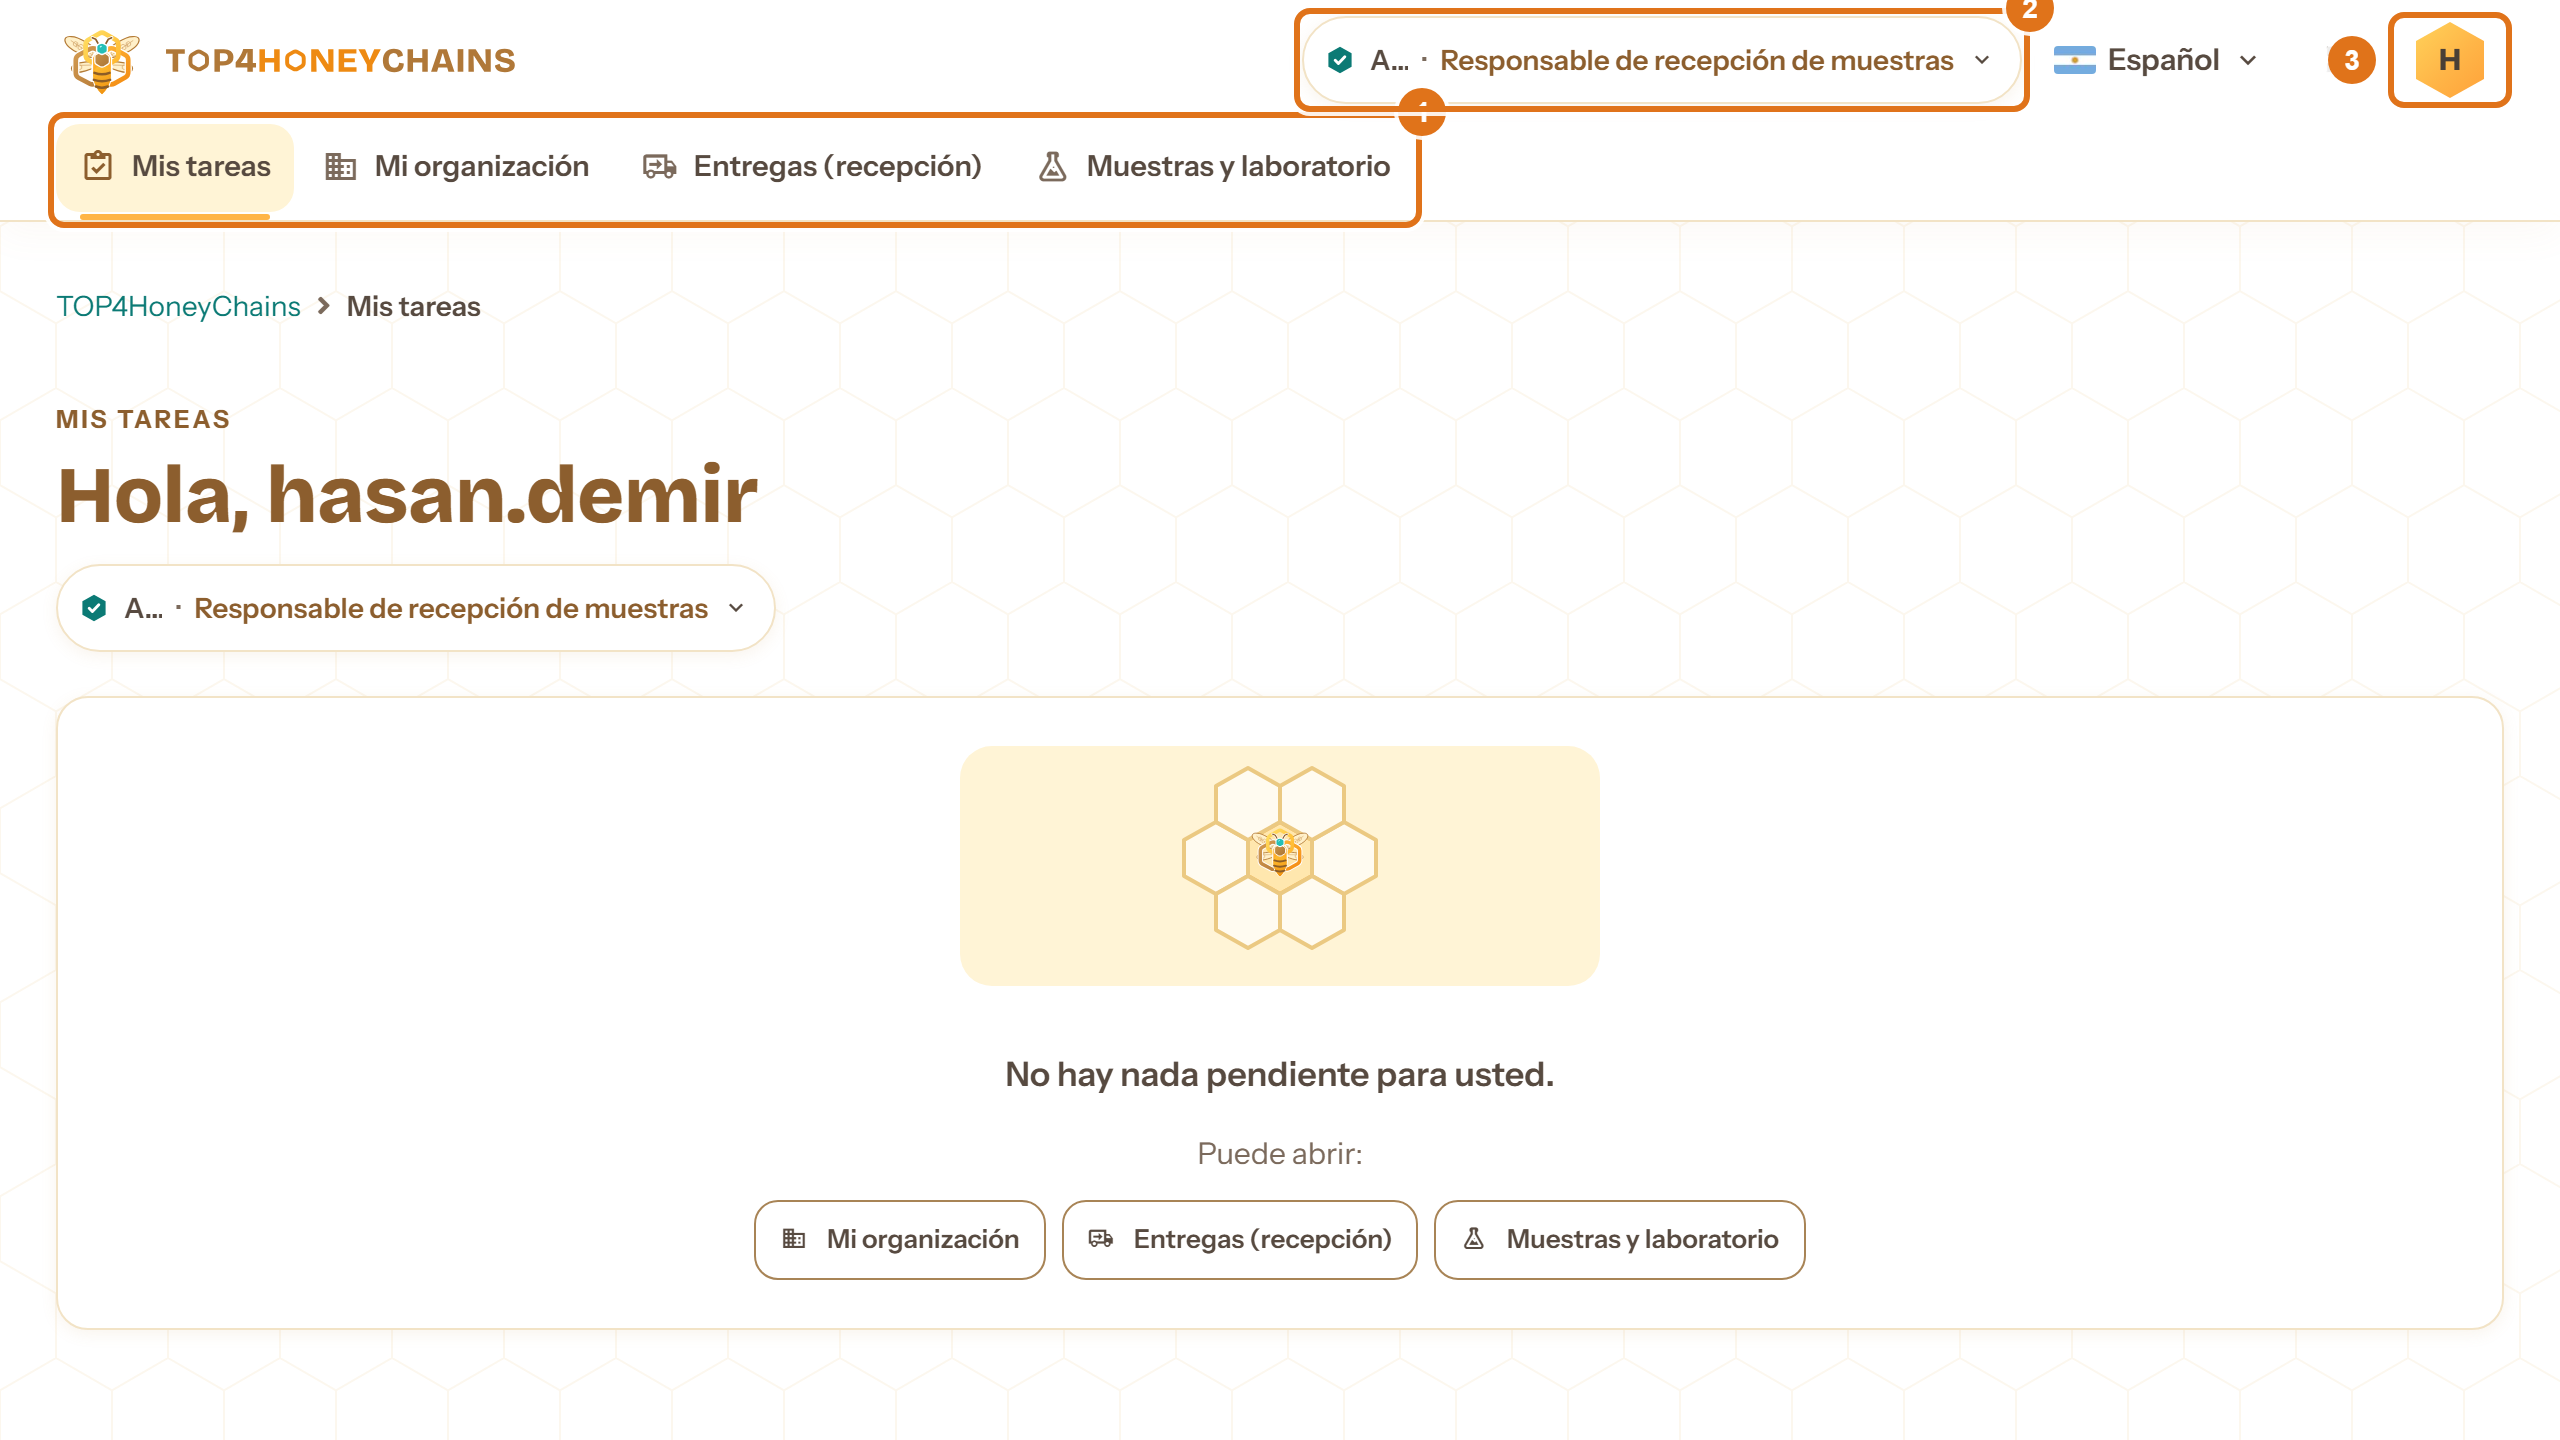 TOP4HONEYCHAINS
A... · Responsable de recepción de muestras
2
Español
3
H
1
Mis tareas
Mi organización
Entregas (recepción)
Muestras y laboratorio
TOP4HoneyChains > Mis tareas
MIS TAREAS
Hola, hasan.demir
A... · Responsable de recepción de muestras
No hay nada pendiente para usted.
Puede abrir:
Mi organización
Entregas (recepción)
Muestras y laboratorio